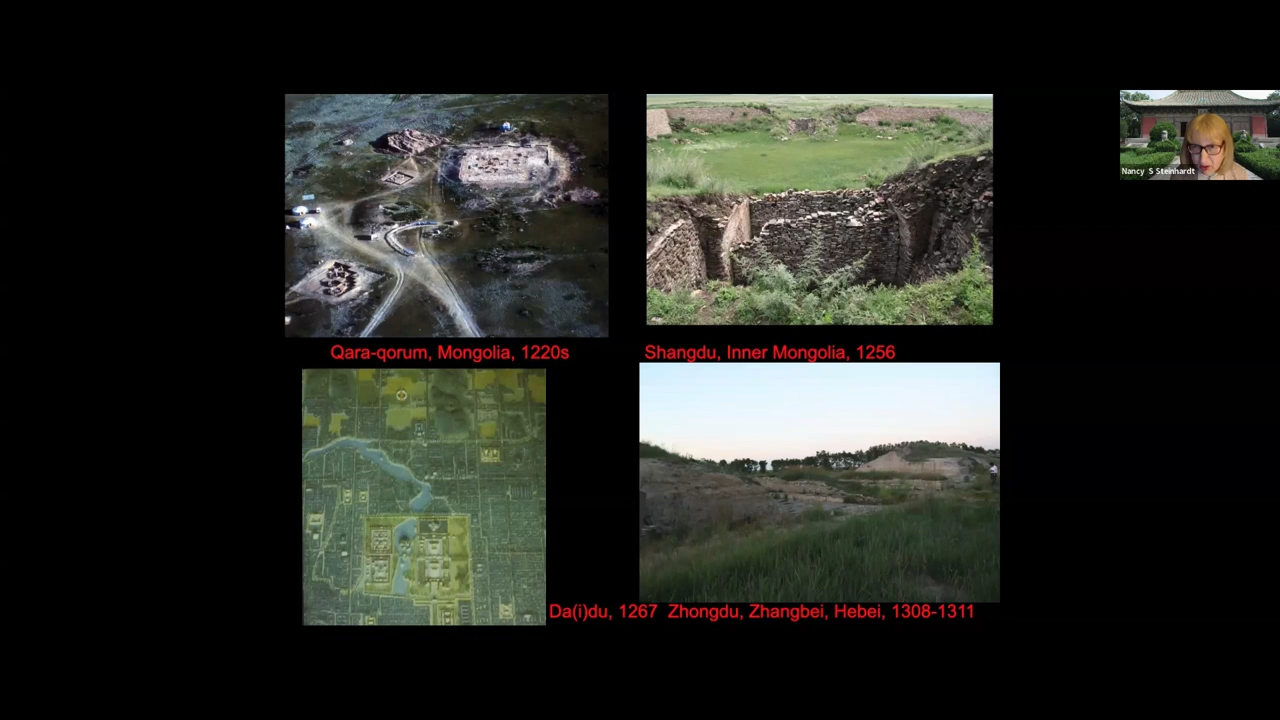 Nancy S Steinhardt
Qara-qorum, Mongolia, 1220s
Shangdu, Inner Mongolia, 1256
Da(i)du, 1267 Zhongdu, Zhangbei, Hebei, 1308-1311